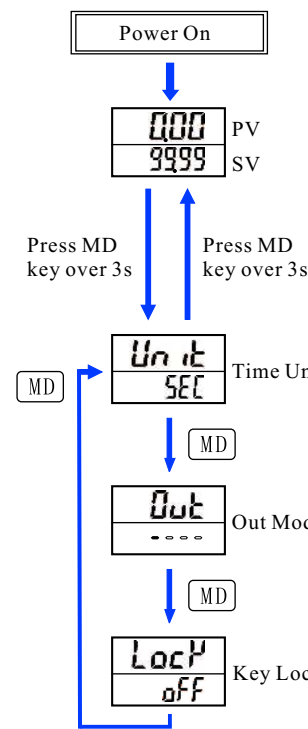 Power On
0.00 PV
99.99 SV
Press MD
key over 3s
Press MD
key over 3s
Unit
SEC
Time Un
MD
MD
Out
Out Mod
- - - -
MD
Lock
oFF
Key Loc